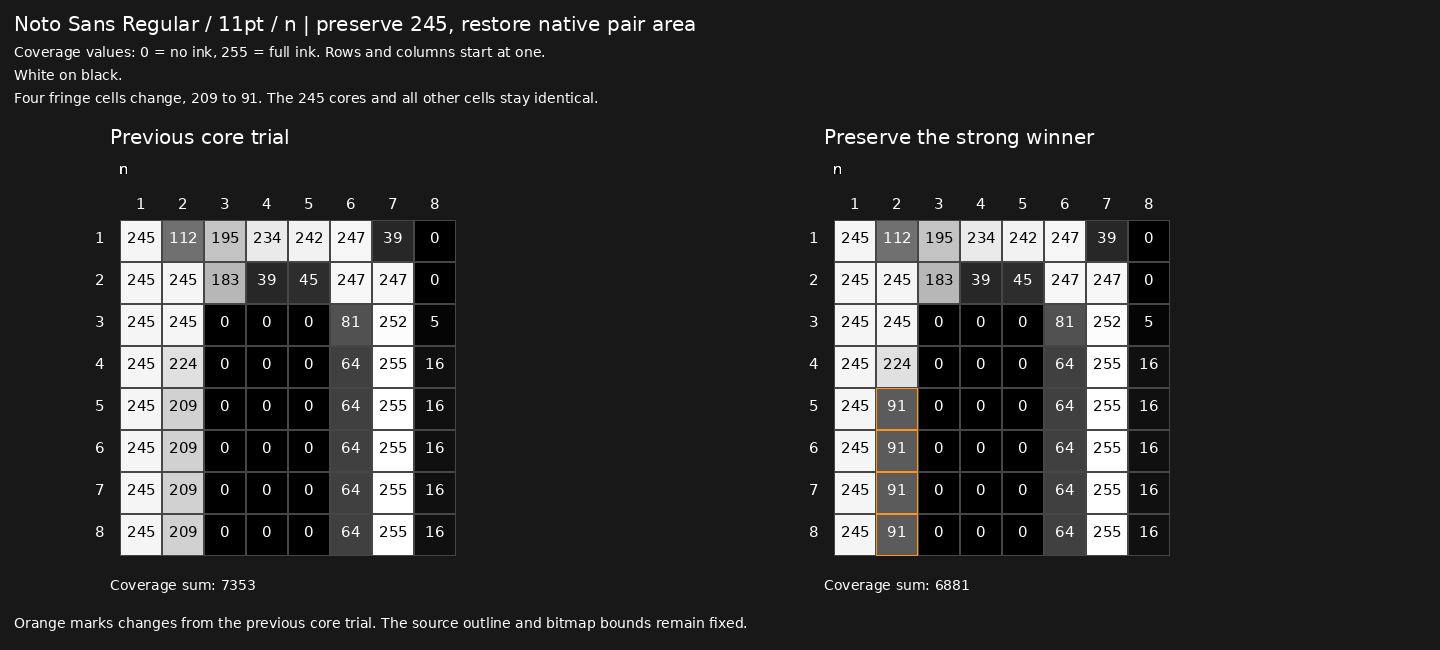 Noto Sans Regular / 11pt / n | preserve 245, restore native pair area
Coverage values: 0 = no ink, 255 = full ink. Rows and columns start at one.
White on black.
Four fringe cells change, 209 to 91. The 245 cores and all other cells stay identical.
Previous core trial
n
1 2 3 4 5 6 7 8
1 245 112 195 234 242 247 39 0
2 245 245 183 39 45 247 247 0
3 245 245 0 0 0 81 252 5
4 245 224 0 0 0 64 255 16
5 245 209 0 0 0 64 255 16
6 245 209 0 0 0 64 255 16
7 245 209 0 0 0 64 255 16
8 245 209 0 0 0 64 255 16
Coverage sum: 7353
Preserve the strong winner
n
1 2 3 4 5 6 7 8
1 245 112 195 234 242 247 39 0
2 245 245 183 39 45 247 247 0
3 245 245 0 0 0 81 252 5
4 245 224 0 0 0 64 255 16
5 245 91 0 0 0 64 255 16
6 245 91 0 0 0 64 255 16
7 245 91 0 0 0 64 255 16
8 245 91 0 0 0 64 255 16
Coverage sum: 6881
Orange marks changes from the previous core trial. The source outline and bitmap bounds remain fixed.